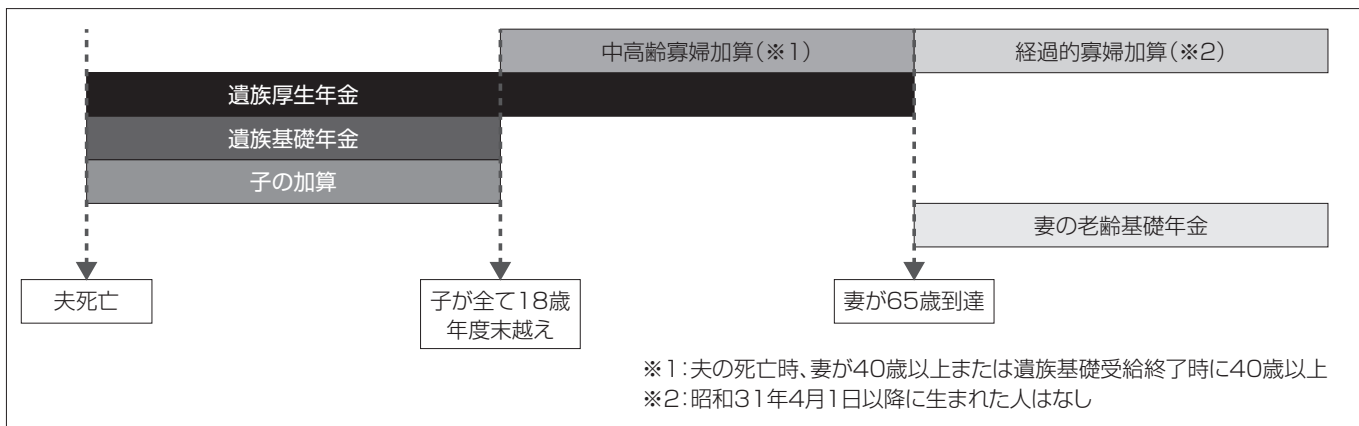 中高齢寡婦加算(※1)
経過的寡婦加算(※2)
遺族厚生年金
遺族基礎年金
子の加算
妻の老齢基礎年金
夫死亡
子が全て18歳
年度末越え
妻が65歳到達
※1:夫の死亡時、妻が40歳以上または遺族基礎受給終了時に40歳以上
※2:昭和31年4月1日以降に生まれた人はなし